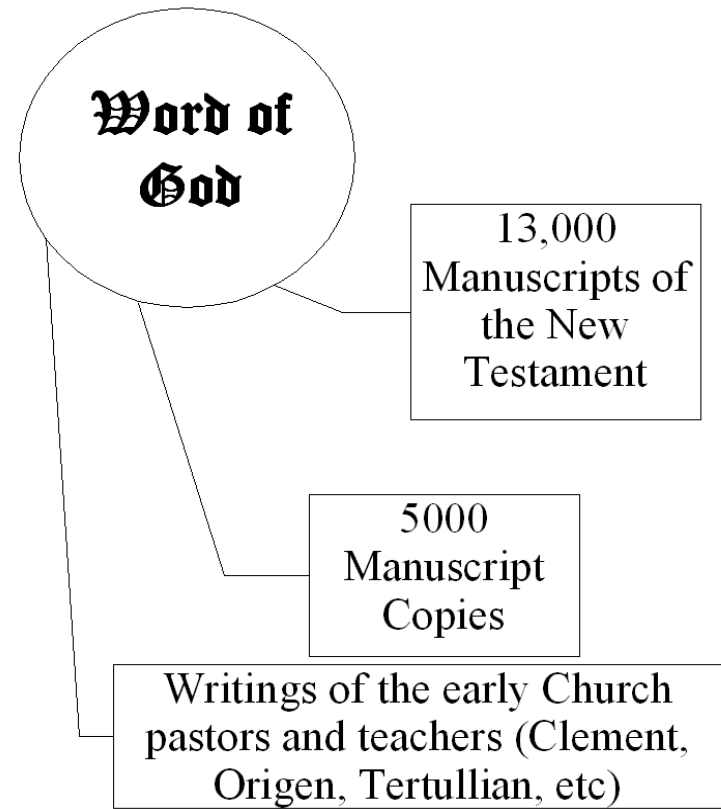 Word of
God
13,000
Manuscripts of
the New
Testament
5000
Manuscript
Copies
Writings of the early Church
pastors and teachers (Clement,
Origen, Tertullian, etc)